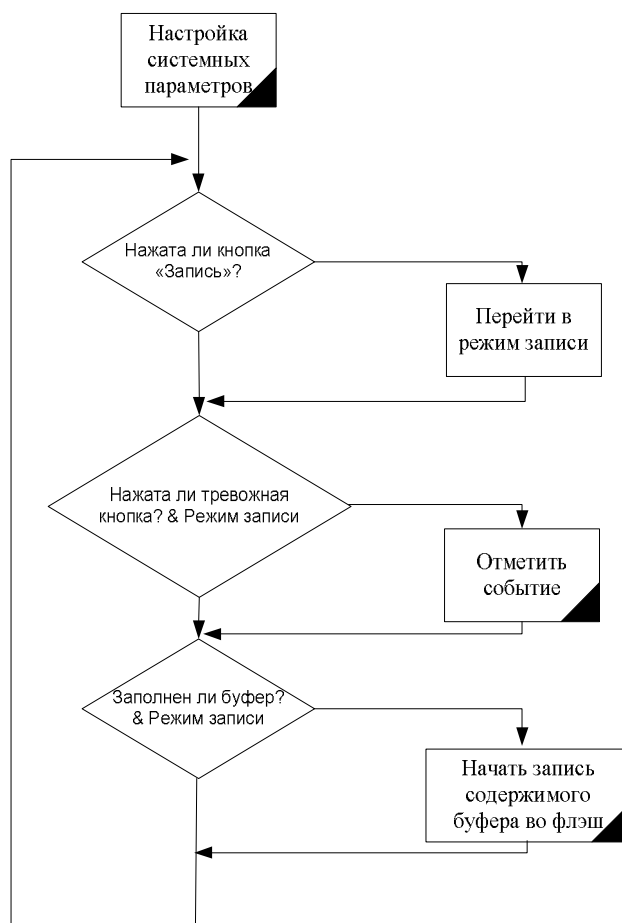 Настройка
системных
параметров
Нажата ли кнопка
«Запись»?
Перейти в
режим записи
Нажата ли тревожная
кнопка? & Режим записи
Отметить
событие
Заполнен ли буфер?
& Режим записи
Начать запись
содержимого
буфера во флэш